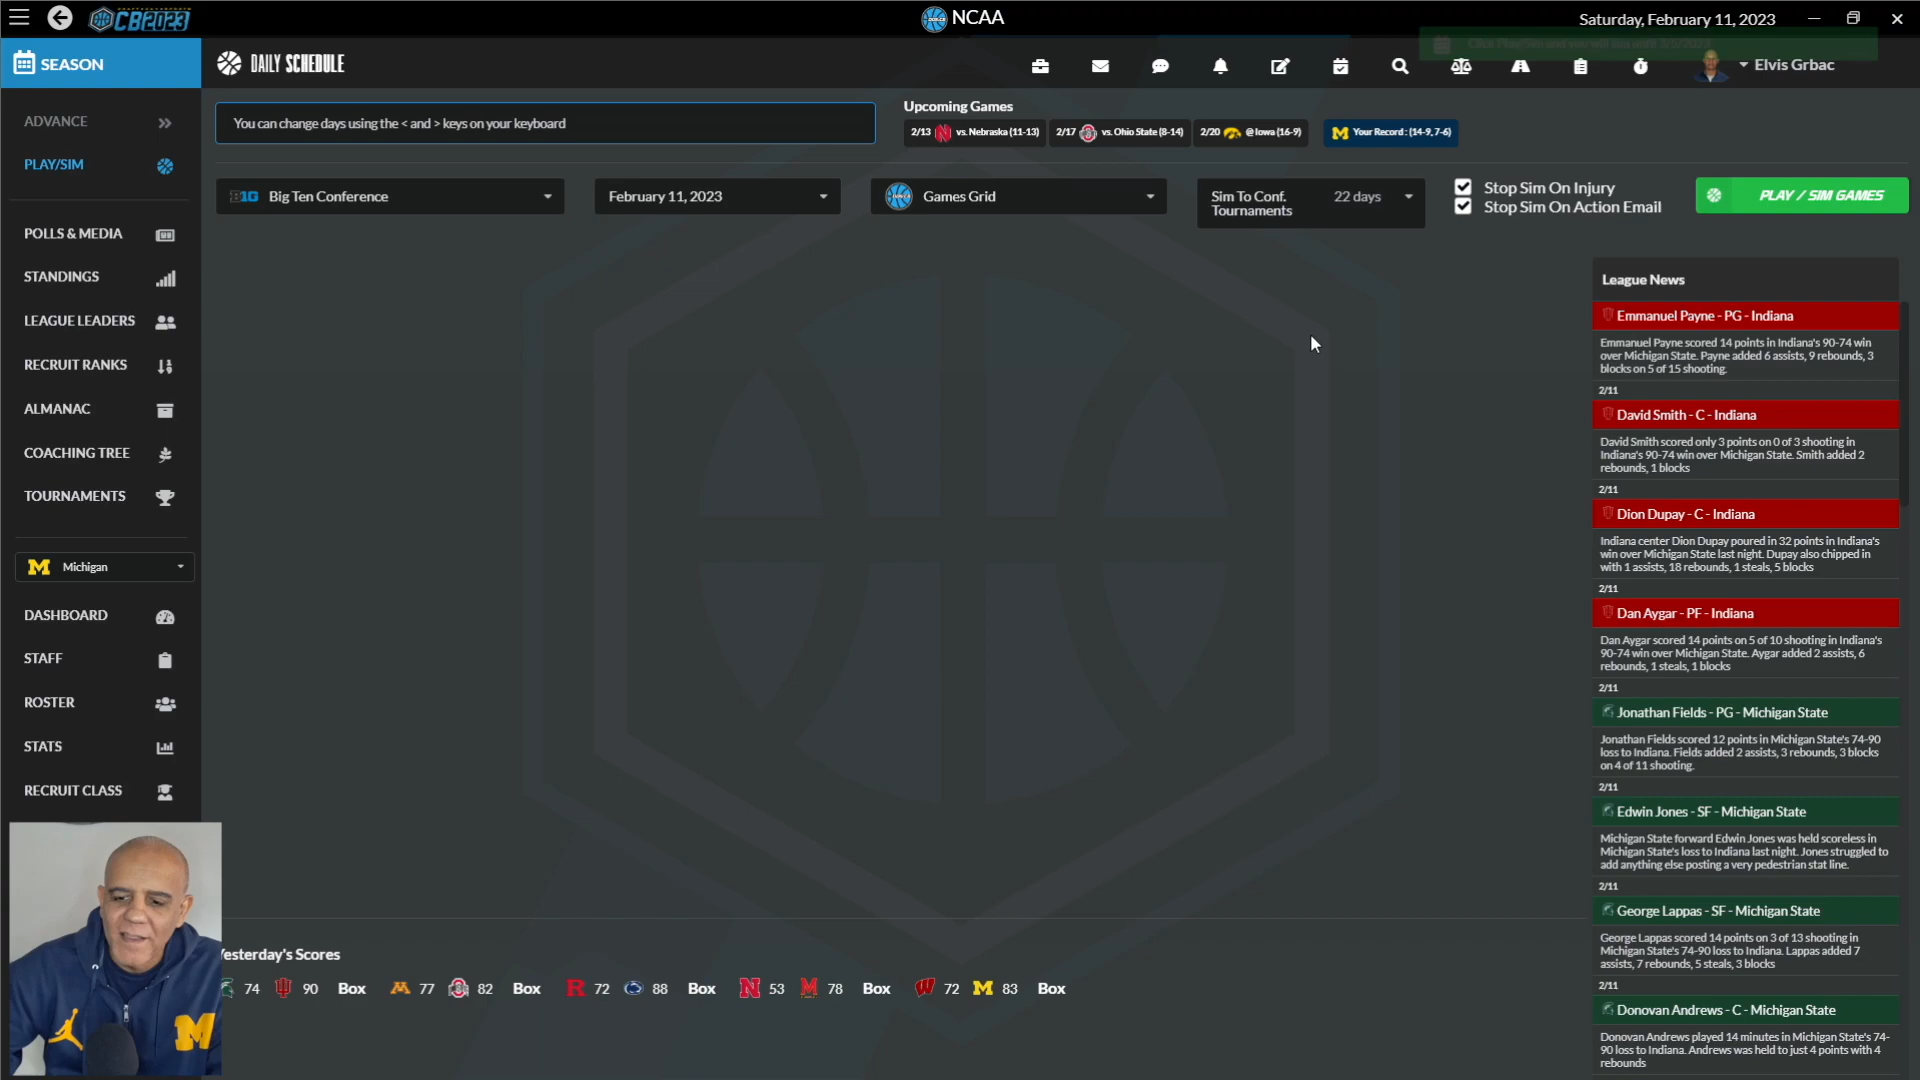 CB2023
NCAA
Saturday, February 11, 2023
SEASON
DAILY SCHEDULE
Elvis Grbac
ADVANCE
PLAY/SIM
POLLS & MEDIA
STANDINGS
LEAGUE LEADERS
RECRUIT RANKS
ALMANAC
COACHING TREE
TOURNAMENTS
Michigan
DASHBOARD
STAFF
ROSTER
STATS
RECRUIT CLASS
You can change days using the < and > keys on your keyboard
Upcoming Games
2/13 vs. Nebraska (11-13)
2/17 vs. Ohio State (8-14)
2/20 @ Iowa (16-9)
Your Record : (14-9, 7-6)
Big Ten Conference
February 11, 2023
Games Grid
Sim To Conf. Tournaments 22 days
Stop Sim On Injury
Stop Sim On Action Email
PLAY / SIM GAMES
League News
Emmanuel Payne - PG - Indiana
Emmanuel Payne scored 14 points in Indiana's 90-74 win
over Michigan State. Payne added 6 assists, 9 rebounds, 3
blocks on 5 of 15 shooting.
2/11
David Smith - C - Indiana
David Smith scored only 3 points on 0 of 3 shooting in
Indiana's 90-74 win over Michigan State. Smith added 2
rebounds, 1 blocks
2/11
Dion Dupay - C - Indiana
Indiana center Dion Dupay poured in 32 points in Indiana's
win over Michigan State last night. Dupay also chipped in
with 1 assists, 18 rebounds, 1 steals, 5 blocks
2/11
Dan Aygar - PF - Indiana
Dan Aygar scored 14 points on 5 of 10 shooting in Indiana's
90-74 win over Michigan State. Aygar added 2 assists, 6
rebounds, 1 steals, 1 blocks
2/11
Jonathan Fields - PG - Michigan State
Jonathan Fields scored 12 points in Michigan State's 74-90
loss to Indiana. Fields added 2 assists, 3 rebounds, 3 blocks
on 4 of 11 shooting.
2/11
Edwin Jones - SF - Michigan State
Michigan State forward Edwin Jones was held scoreless in
Michigan State's loss to Indiana last night. Jones struggled to
add anything else posting a very pedestrian stat line.
2/11
George Lappas - SF - Michigan State
George Lappas scored 14 points on 3 of 13 shooting in
Michigan State's 74-90 loss to Indiana. Lappas added 7
assists, 7 rebounds, 5 steals, 3 blocks
2/11
Donovan Andrews - C - Michigan State
Donovan Andrews played 14 minutes in Michigan State's 74-
90 loss to Indiana. Andrews was held to just 4 points with 4
rebounds
Yesterday's Scores
74 90 Box 77 82 Box 72 88 Box 53 78 Box 72 83 Box